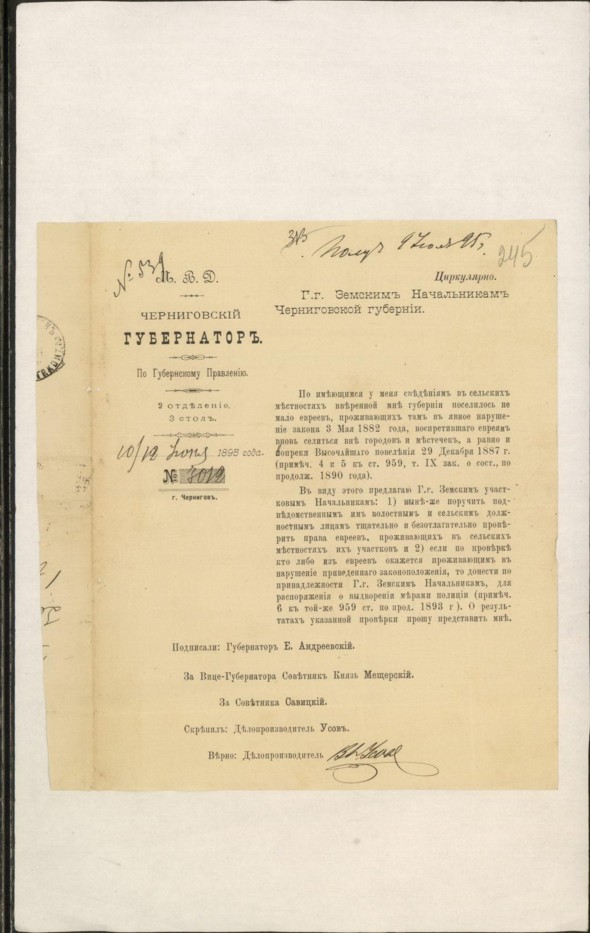 245
Циркулярно.
Г.г. Земскимъ Начальникамъ
Черниговской губерніи.
М. В. Д.
ЧЕРНИГОВСКІЙ
ГУБЕРНАТОРЪ.
По Губернскому Правленію.
2 отдѣленіе,
3 столъ.
1895 года.
№ 3012
г. Черниговъ.
По имѣющимся у меня свѣдѣніямъ въ сельскихъ
мѣстностяхъ ввѣренной мнѣ губерніи поселилось не
мало евреевъ, проживающихъ тамъ въ явное наруше-
ніе закона 3 Мая 1882 года, воспретившаго евреямъ
вновь селиться внѣ городовъ и мѣстечекъ, а равно и
вопреки Высочайшаго повелѣнія 29 Декабря 1887 г.
(примѣч. 4 и 5 къ ст. 959, т. IX зак. о сост., по
продолж. 1890 года).
Въ виду этого предлагаю Г.г. Земскимъ участ-
ковымъ Начальникамъ: 1) нынѣ-же поручить под-
вѣдомственнымъ имъ волостнымъ и сельскимъ долж-
ностнымъ лицамъ тщательно и безотлагательно провѣ-
рить права евреевъ, проживающихъ въ сельскихъ
мѣстностяхъ ихъ участковъ и 2) если по провѣркѣ
кто либо изъ евреевъ окажется проживающимъ въ
нарушеніе приведеннаго законоположенія, то донести по
принадлежности Г.г. Земскимъ Начальникамъ, для
распоряженія о выдвореніи мѣрами полиціи (примѣч.
6 къ той-же 959 ст. по прод. 1893 г). О резуль-
татахъ указанной провѣрки прошу представить мнѣ.
Подписали: Губернаторъ Е. Андреевскій.
За Вице-Губернатора Совѣтникъ Князь Мещерскій.
За Совѣтника Савицкій.
Скрѣпилъ: Дѣлопроизводитель Усовъ.
Вѣрно: Дѣлопроизводитель